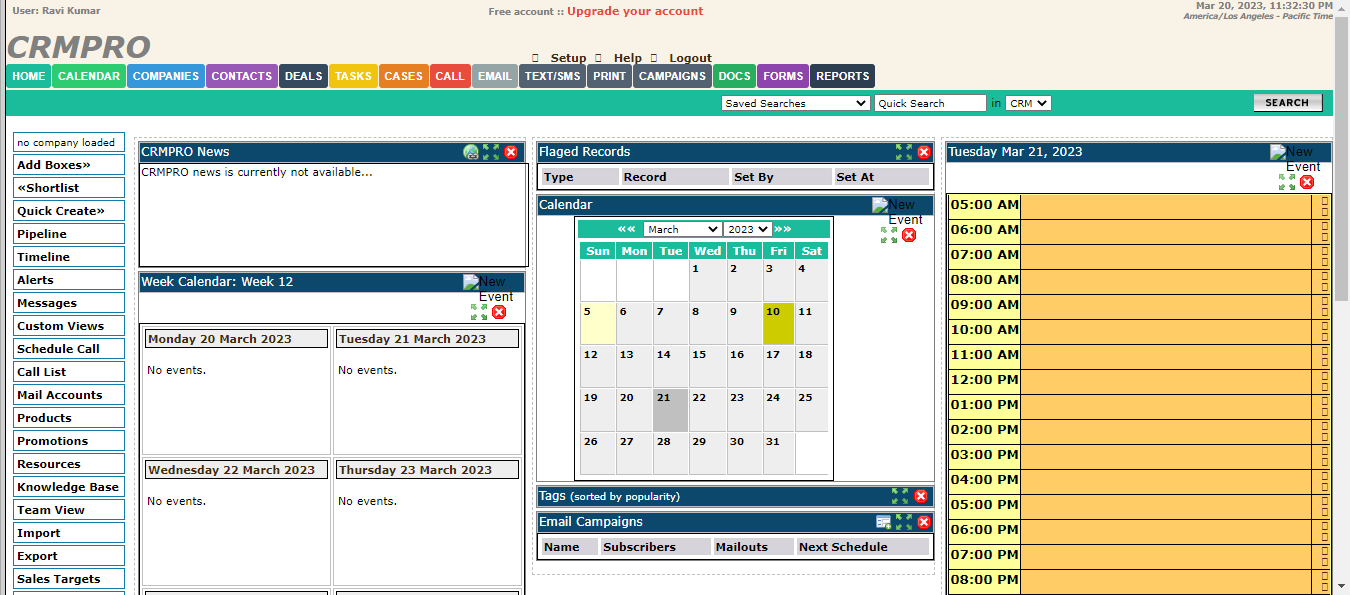 User: Ravi Kumar
Free account :: Upgrade your account
Mar 20, 2023, 11:32:30 PM
America/Los Angeles - Pacific Time
CRMPRO
Setup Help Logout
HOME CALENDAR COMPANIES CONTACTS DEALS TASKS CASES CALL EMAIL TEXT/SMS PRINT CAMPAIGNS DOCS FORMS REPORTS
Saved Searches Quick Search in CRM SEARCH
no company loaded
Add Boxes»
«Shortlist
Quick Create»
Pipeline
Timeline
Alerts
Messages
Custom Views
Schedule Call
Call List
Mail Accounts
Products
Promotions
Resources
Knowledge Base
Team View
Import
Export
Sales Targets
CRMPRO News
CRMPRO news is currently not available...
Week Calendar: Week 12
New
Event
Monday 20 March 2023 Tuesday 21 March 2023
No events. No events.
Wednesday 22 March 2023 Thursday 23 March 2023
No events. No events.
Flaged Records
Type Record Set By Set At
Calendar
New
Event
«« March 2023 »»
Sun Mon Tue Wed Thu Fri Sat
1 2 3 4
5 6 7 8 9 10 11
12 13 14 15 16 17 18
19 20 21 22 23 24 25
26 27 28 29 30 31
Tags (sorted by popularity)
Email Campaigns
Name Subscribers Mailouts Next Schedule
Tuesday Mar 21, 2023
New
Event
05:00 AM
06:00 AM
07:00 AM
08:00 AM
09:00 AM
10:00 AM
11:00 AM
12:00 PM
01:00 PM
02:00 PM
03:00 PM
04:00 PM
05:00 PM
06:00 PM
07:00 PM
08:00 PM